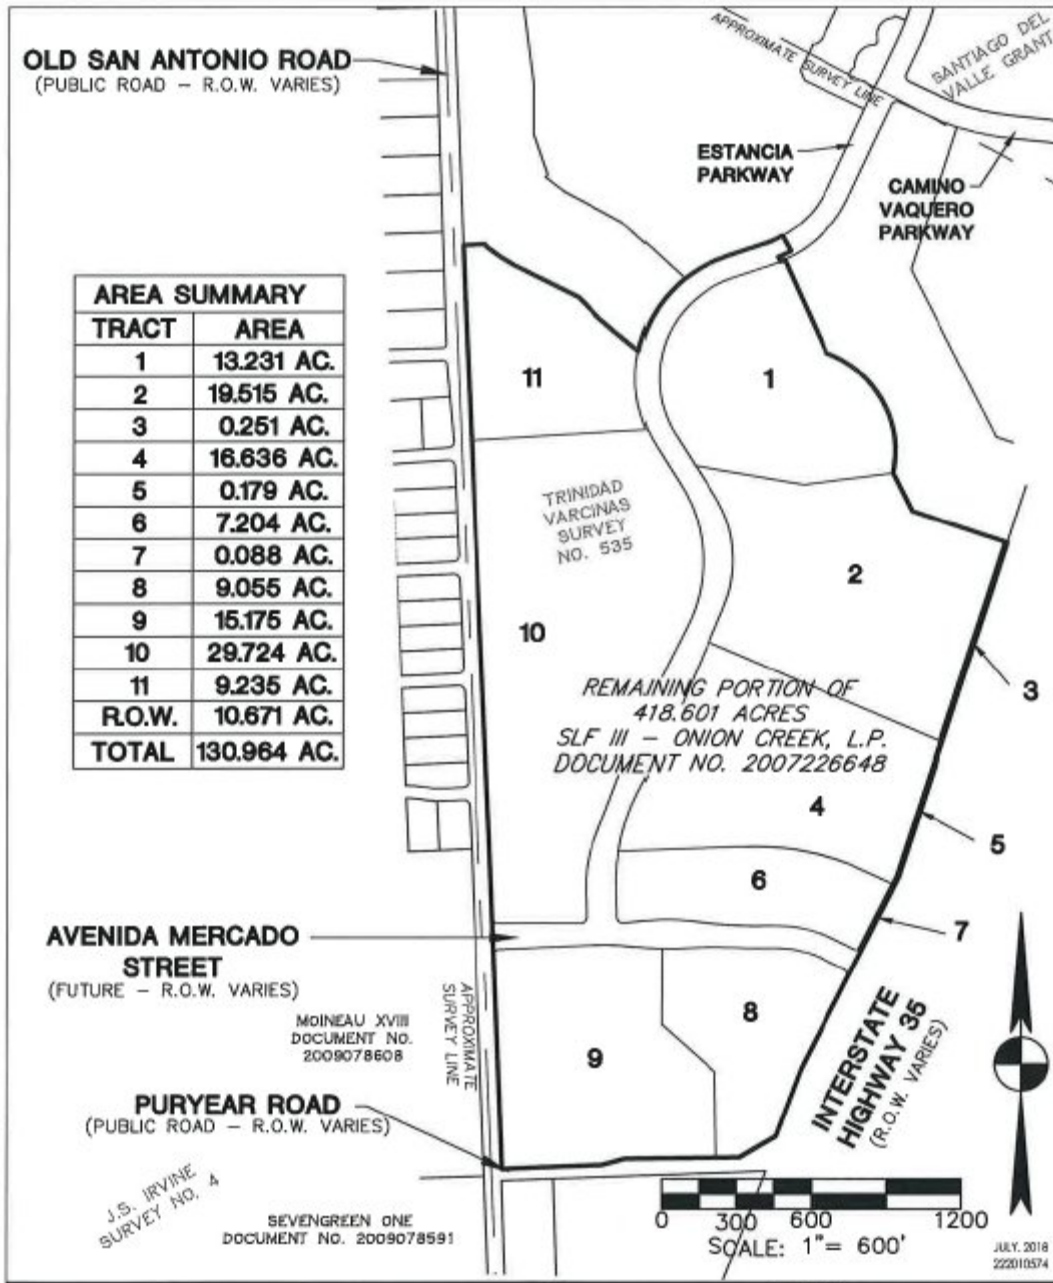 OLD SAN ANTONIO ROAD
(PUBLIC ROAD – R.O.W. VARIES)
APPROXIMATE SURVEY LINE
SANTIAGO DEL
VALLE GRANT
ESTANCIA
PARKWAY
CAMINO
VAQUERO
PARKWAY
AREA SUMMARY
TRACT AREA
1 13.231 AC.
2 19.515 AC.
3 0.251 AC.
4 16.636 AC.
5 0.179 AC.
6 7.204 AC.
7 0.088 AC.
8 9.055 AC.
9 15.175 AC.
10 29.724 AC.
11 9.235 AC.
R.O.W. 10.671 AC.
TOTAL 130.964 AC.
11
1
TRINIDAD
VARCINAS
SURVEY
NO. 535
2
10
3
REMAINING PORTION OF
418.601 ACRES
SLF III – ONION CREEK, L.P.
DOCUMENT NO. 2007226648
4
5
6
7
AVENIDA MERCADO
STREET
(FUTURE – R.O.W. VARIES)
MOINEAU XVIII
DOCUMENT NO.
2009078608
APPROXIMATE
SURVEY LINE
8
9
INTERSTATE
HIGHWAY 35
(R.O.W. VARIES)
PURYEAR ROAD
(PUBLIC ROAD – R.O.W. VARIES)
J.S. IRVINE
SURVEY NO. 4
SEVENGREEN ONE
DOCUMENT NO. 2009078591
0 300 600 1200
SCALE: 1"= 600'
JULY, 2018
222010574